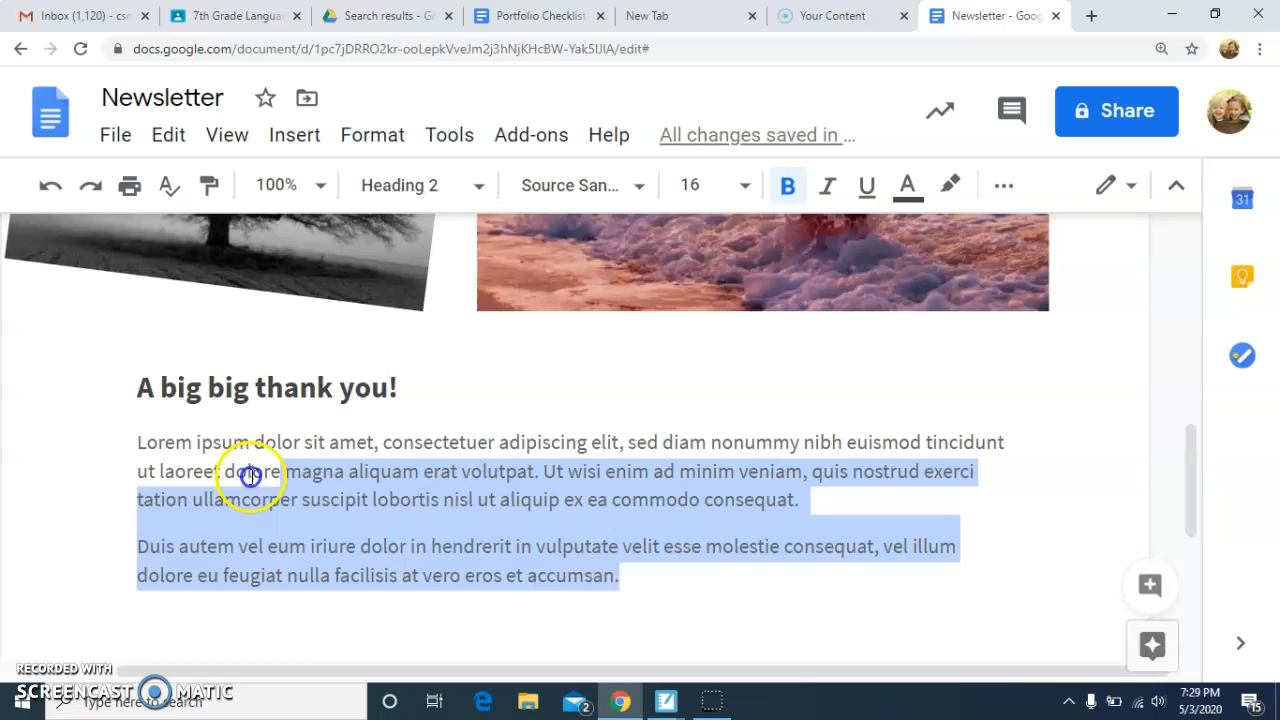 Inbox (1,120) - csm
7th Grade Langua
Search results - Go
Portfolio Checklist
New Tab
Your Content
Newsletter - Goog
docs.google.com/document/d/1pc7jDRRO2kr-ooLepkVveJm2j3hNjKHcBW-Yak5IJIA/edit#
Newsletter
Share
File Edit View Insert Format Tools Add-ons Help All changes saved in ...
100% Heading 2 Source San... 16 B I U A
31
A big big thank you!
Lorem ipsum dolor sit amet, consectetuer adipiscing elit, sed diam nonummy nibh euismod tincidunt
ut laoreet dolore magna aliquam erat volutpat. Ut wisi enim ad minim veniam, quis nostrud exerci
tation ullamcorper suscipit lobortis nisl ut aliquip ex ea commodo consequat.
Duis autem vel eum iriure dolor in hendrerit in vulputate velit esse molestie consequat, vel illum
dolore eu feugiat nulla facilisis at vero eros et accumsan.
RECORDED WITH
SCREENCAST MATIC
Type here to search
2
7:29 PM
5/3/2020
15